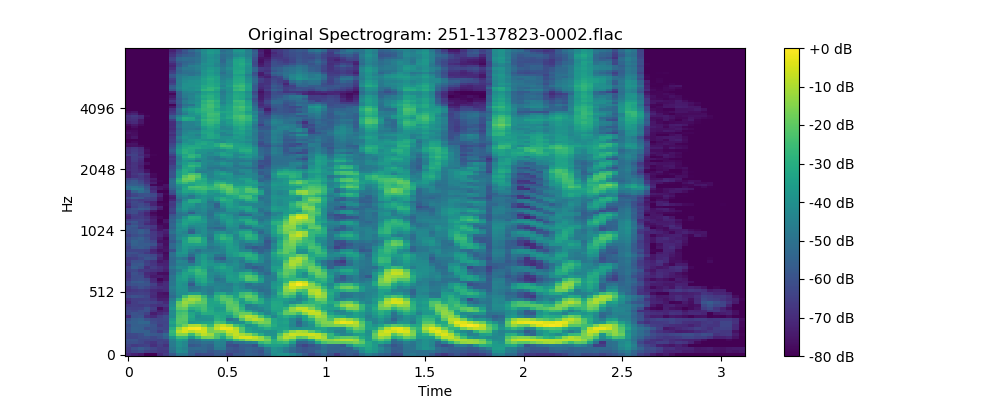 Original Spectrogram: 251-137823-0002.flac
Hz
4096
2048
1024
512
0
0 0.5 1 1.5 2 2.5 3
Time
+0 dB
-10 dB
-20 dB
-30 dB
-40 dB
-50 dB
-60 dB
-70 dB
-80 dB